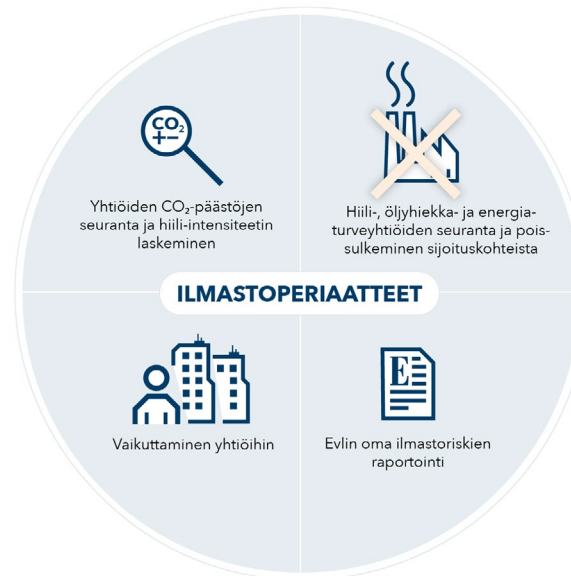 CO₂
+−
Yhtiöiden CO₂-päästöjen
seuranta ja hiili-intensiteetin
laskeminen
Hiili-, öljyhiekka- ja energia-
turveyhtiöiden seuranta ja pois-
sulkeminen sijoituskohteista
ILMASTOPERIAATTEET
Vaikuttaminen yhtiöihin
E
Evlin oma ilmastoriskien
raportointi